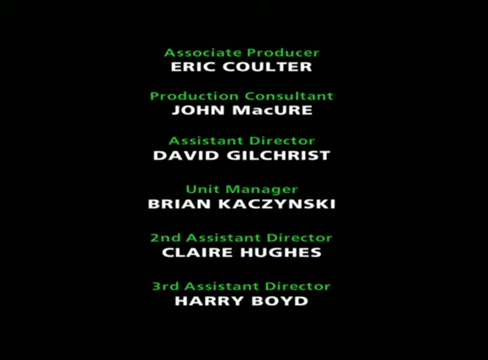 Associate Producer
ERIC COULTER
Production Consultant
JOHN MacURE
Assistant Director
DAVID GILCHRIST
Unit Manager
BRIAN KACZYNSKI
2nd Assistant Director
CLAIRE HUGHES
3rd Assistant Director
HARRY BOYD